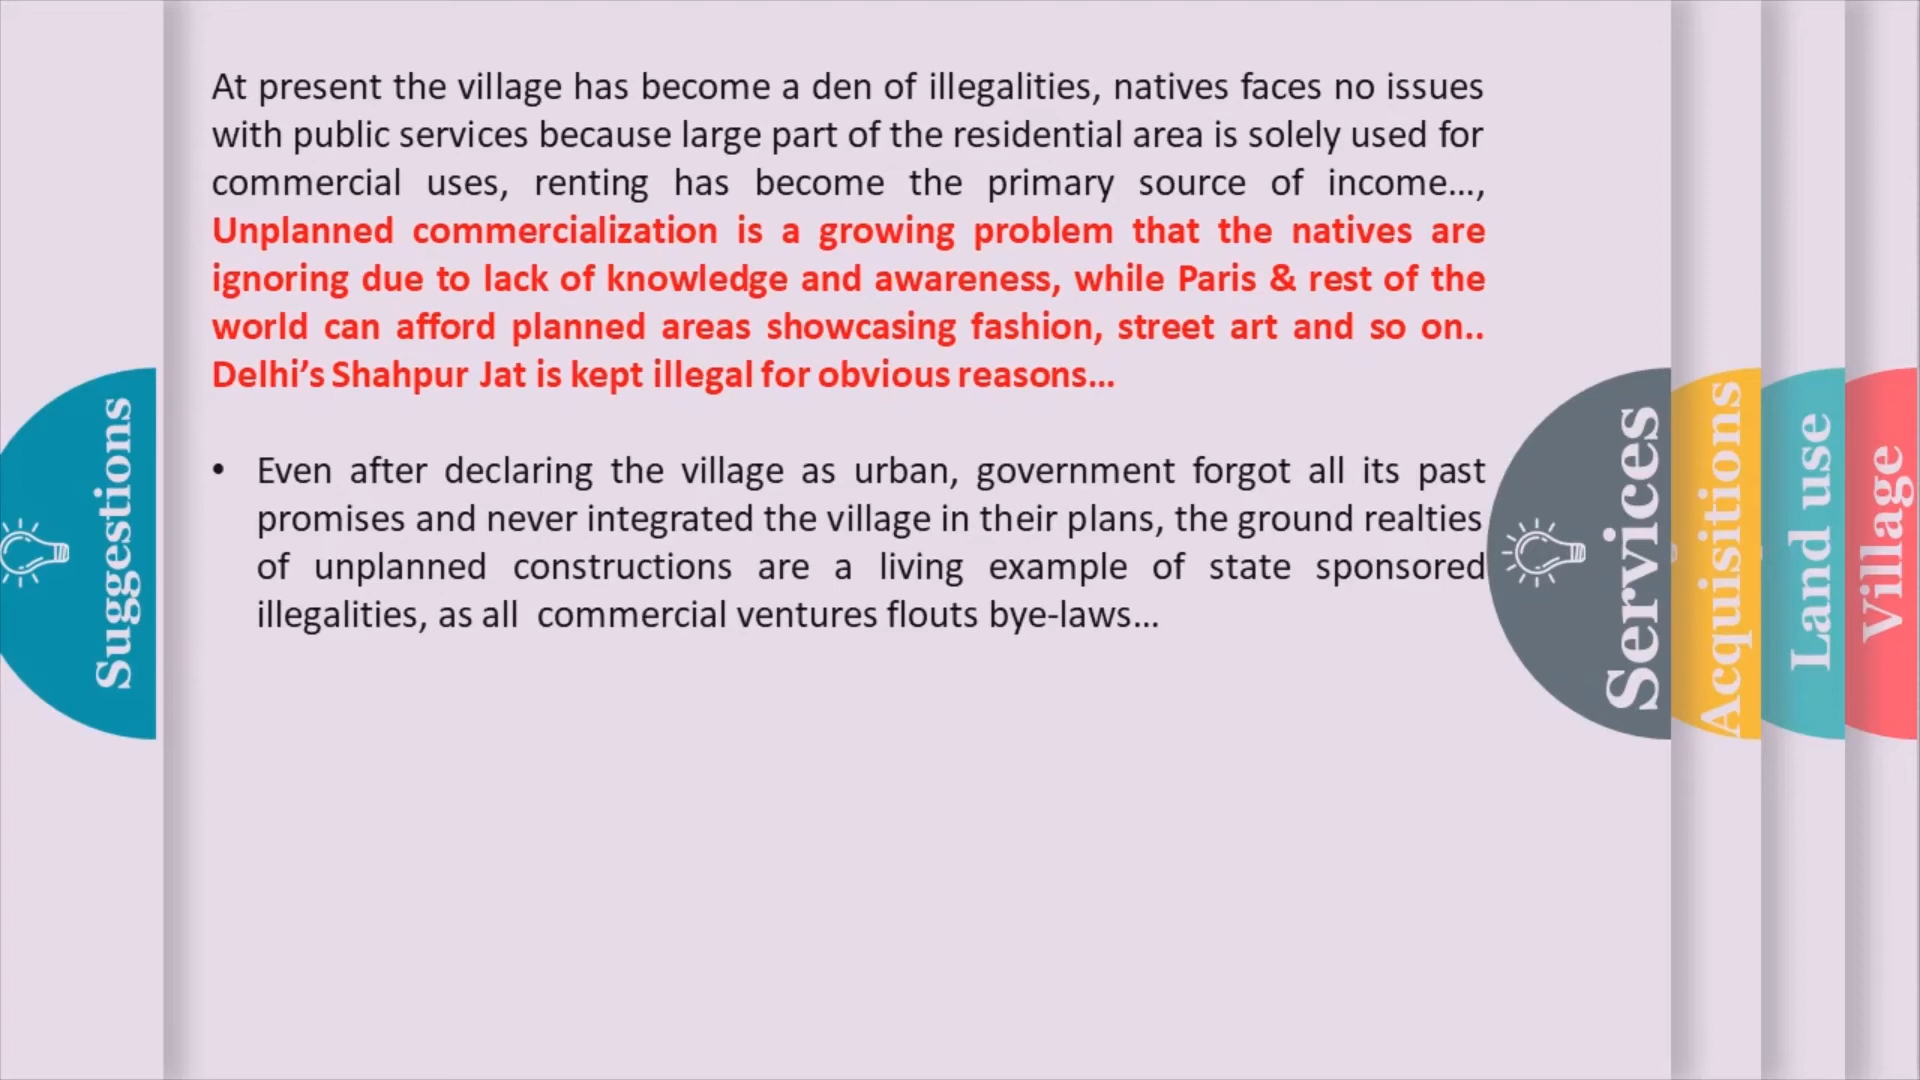 At present the village has become a den of illegalities, natives faces no issues
with public services because large part of the residential area is solely used for
commercial uses, renting has become the primary source of income...,
Unplanned commercialization is a growing problem that the natives are
ignoring due to lack of knowledge and awareness, while Paris & rest of the
world can afford planned areas showcasing fashion, street art and so on..
Delhi's Shahpur Jat is kept illegal for obvious reasons...
• Even after declaring the village as urban, government forgot all its past
promises and never integrated the village in their plans, the ground realties
of unplanned constructions are a living example of state sponsored
illegalities, as all commercial ventures flouts bye-laws...
Suggestions
Services
Acquisitions
Land use
Village